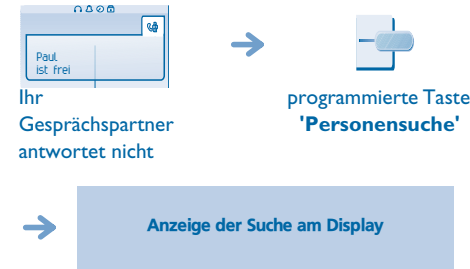 Paul
ist frei
Ihr
Gesprächspartner
antwortet nicht
programmierte Taste
'Personensuche'
Anzeige der Suche am Display